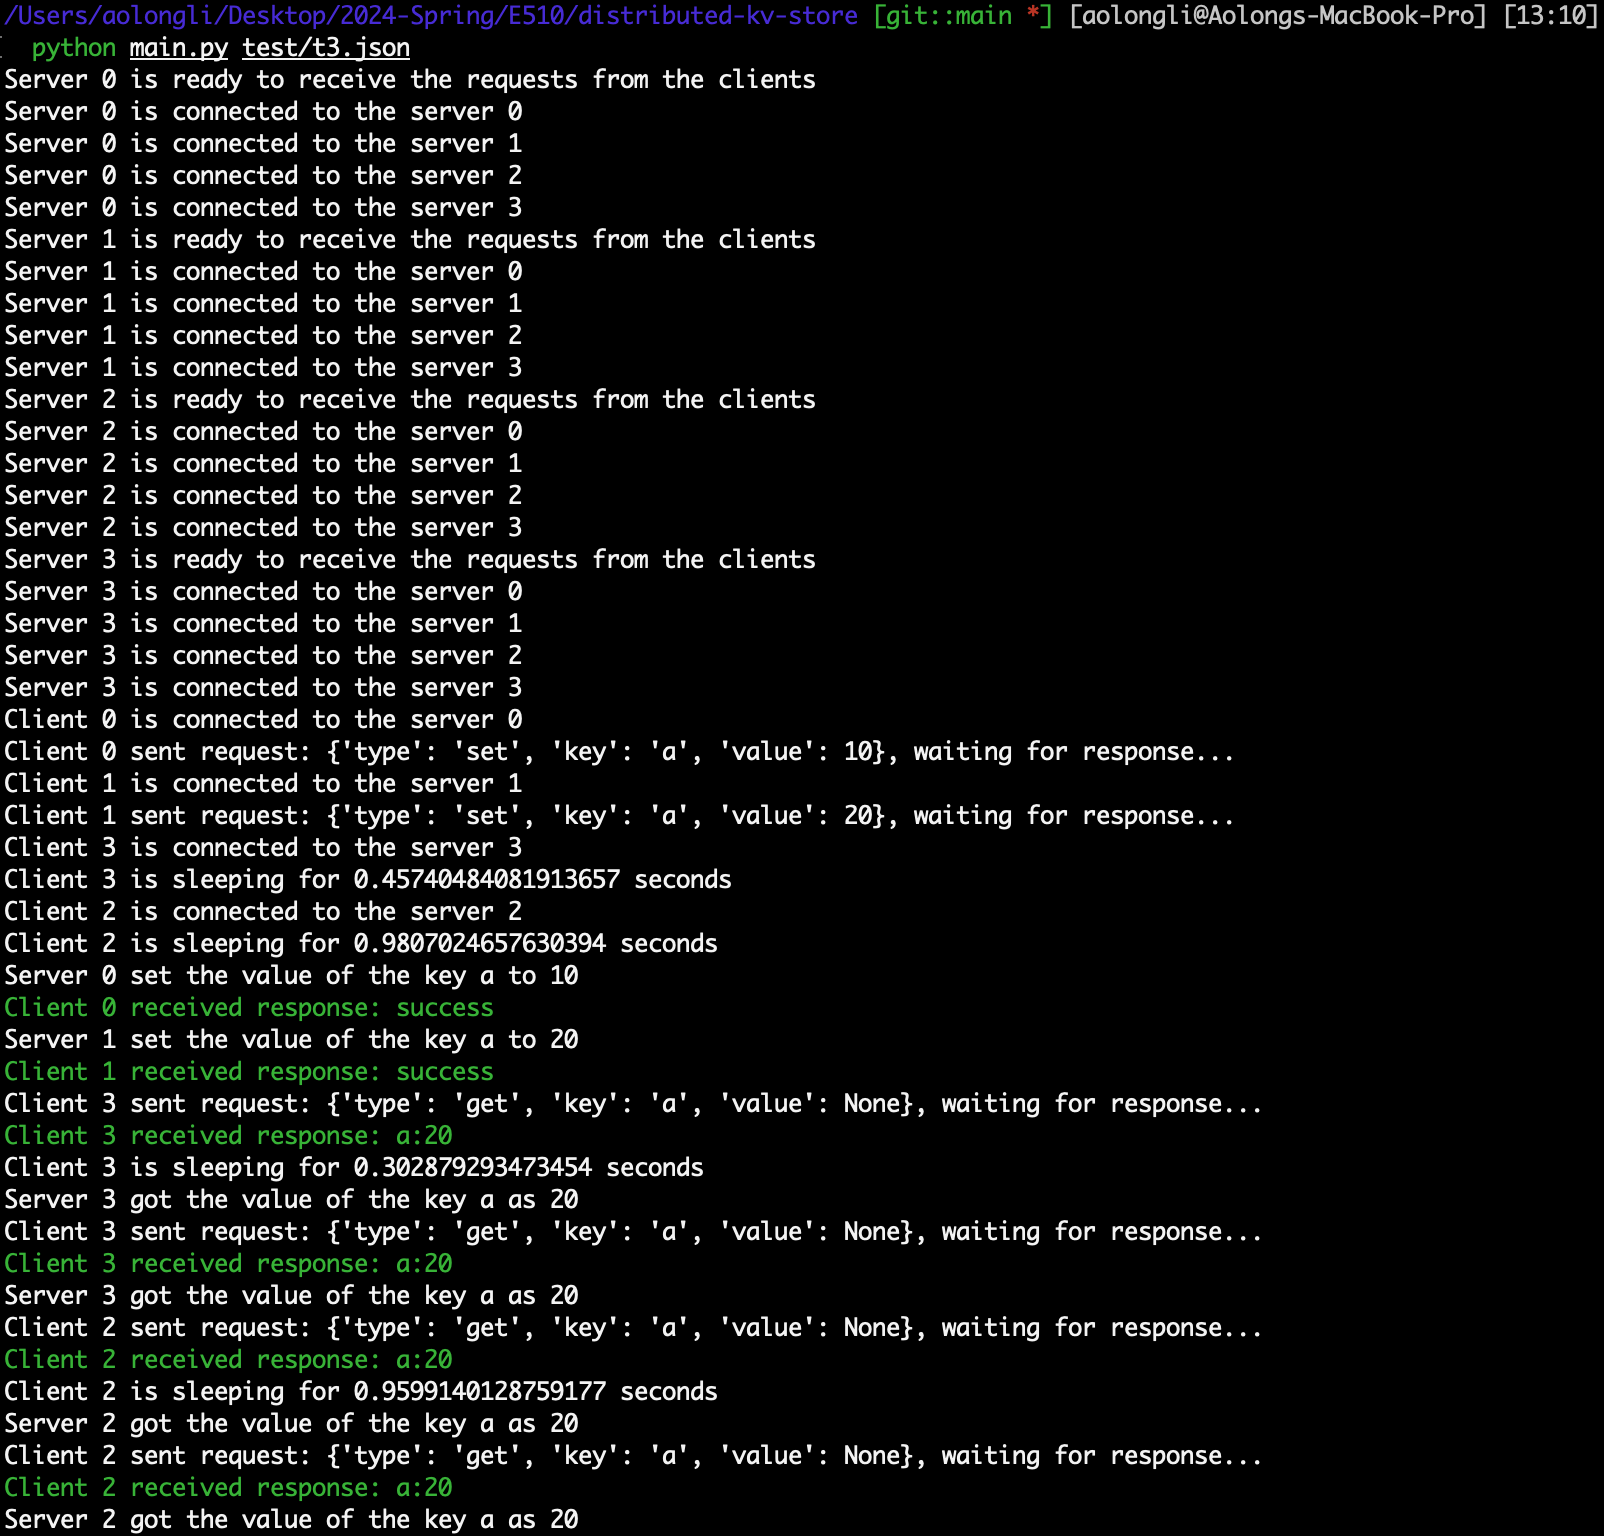 /Users/aolongli/Desktop/2024-Spring/E510/distributed-kv-store [git::main *] [aolongli@Aolongs-MacBook-Pro] [13:10]
python main.py test/t3.json
Server 0 is ready to receive the requests from the clients
Server 0 is connected to the server 0
Server 0 is connected to the server 1
Server 0 is connected to the server 2
Server 0 is connected to the server 3
Server 1 is ready to receive the requests from the clients
Server 1 is connected to the server 0
Server 1 is connected to the server 1
Server 1 is connected to the server 2
Server 1 is connected to the server 3
Server 2 is ready to receive the requests from the clients
Server 2 is connected to the server 0
Server 2 is connected to the server 1
Server 2 is connected to the server 2
Server 2 is connected to the server 3
Server 3 is ready to receive the requests from the clients
Server 3 is connected to the server 0
Server 3 is connected to the server 1
Server 3 is connected to the server 2
Server 3 is connected to the server 3
Client 0 is connected to the server 0
Client 0 sent request: {'type': 'set', 'key': 'a', 'value': 10}, waiting for response...
Client 1 is connected to the server 1
Client 1 sent request: {'type': 'set', 'key': 'a', 'value': 20}, waiting for response...
Client 3 is connected to the server 3
Client 3 is sleeping for 0.45740484081913657 seconds
Client 2 is connected to the server 2
Client 2 is sleeping for 0.9807024657630394 seconds
Server 0 set the value of the key a to 10
Client 0 received response: success
Server 1 set the value of the key a to 20
Client 1 received response: success
Client 3 sent request: {'type': 'get', 'key': 'a', 'value': None}, waiting for response...
Client 3 received response: a:20
Client 3 is sleeping for 0.302879293473454 seconds
Server 3 got the value of the key a as 20
Client 3 sent request: {'type': 'get', 'key': 'a', 'value': None}, waiting for response...
Client 3 received response: a:20
Server 3 got the value of the key a as 20
Client 2 sent request: {'type': 'get', 'key': 'a', 'value': None}, waiting for response...
Client 2 received response: a:20
Client 2 is sleeping for 0.9599140128759177 seconds
Server 2 got the value of the key a as 20
Client 2 sent request: {'type': 'get', 'key': 'a', 'value': None}, waiting for response...
Client 2 received response: a:20
Server 2 got the value of the key a as 20